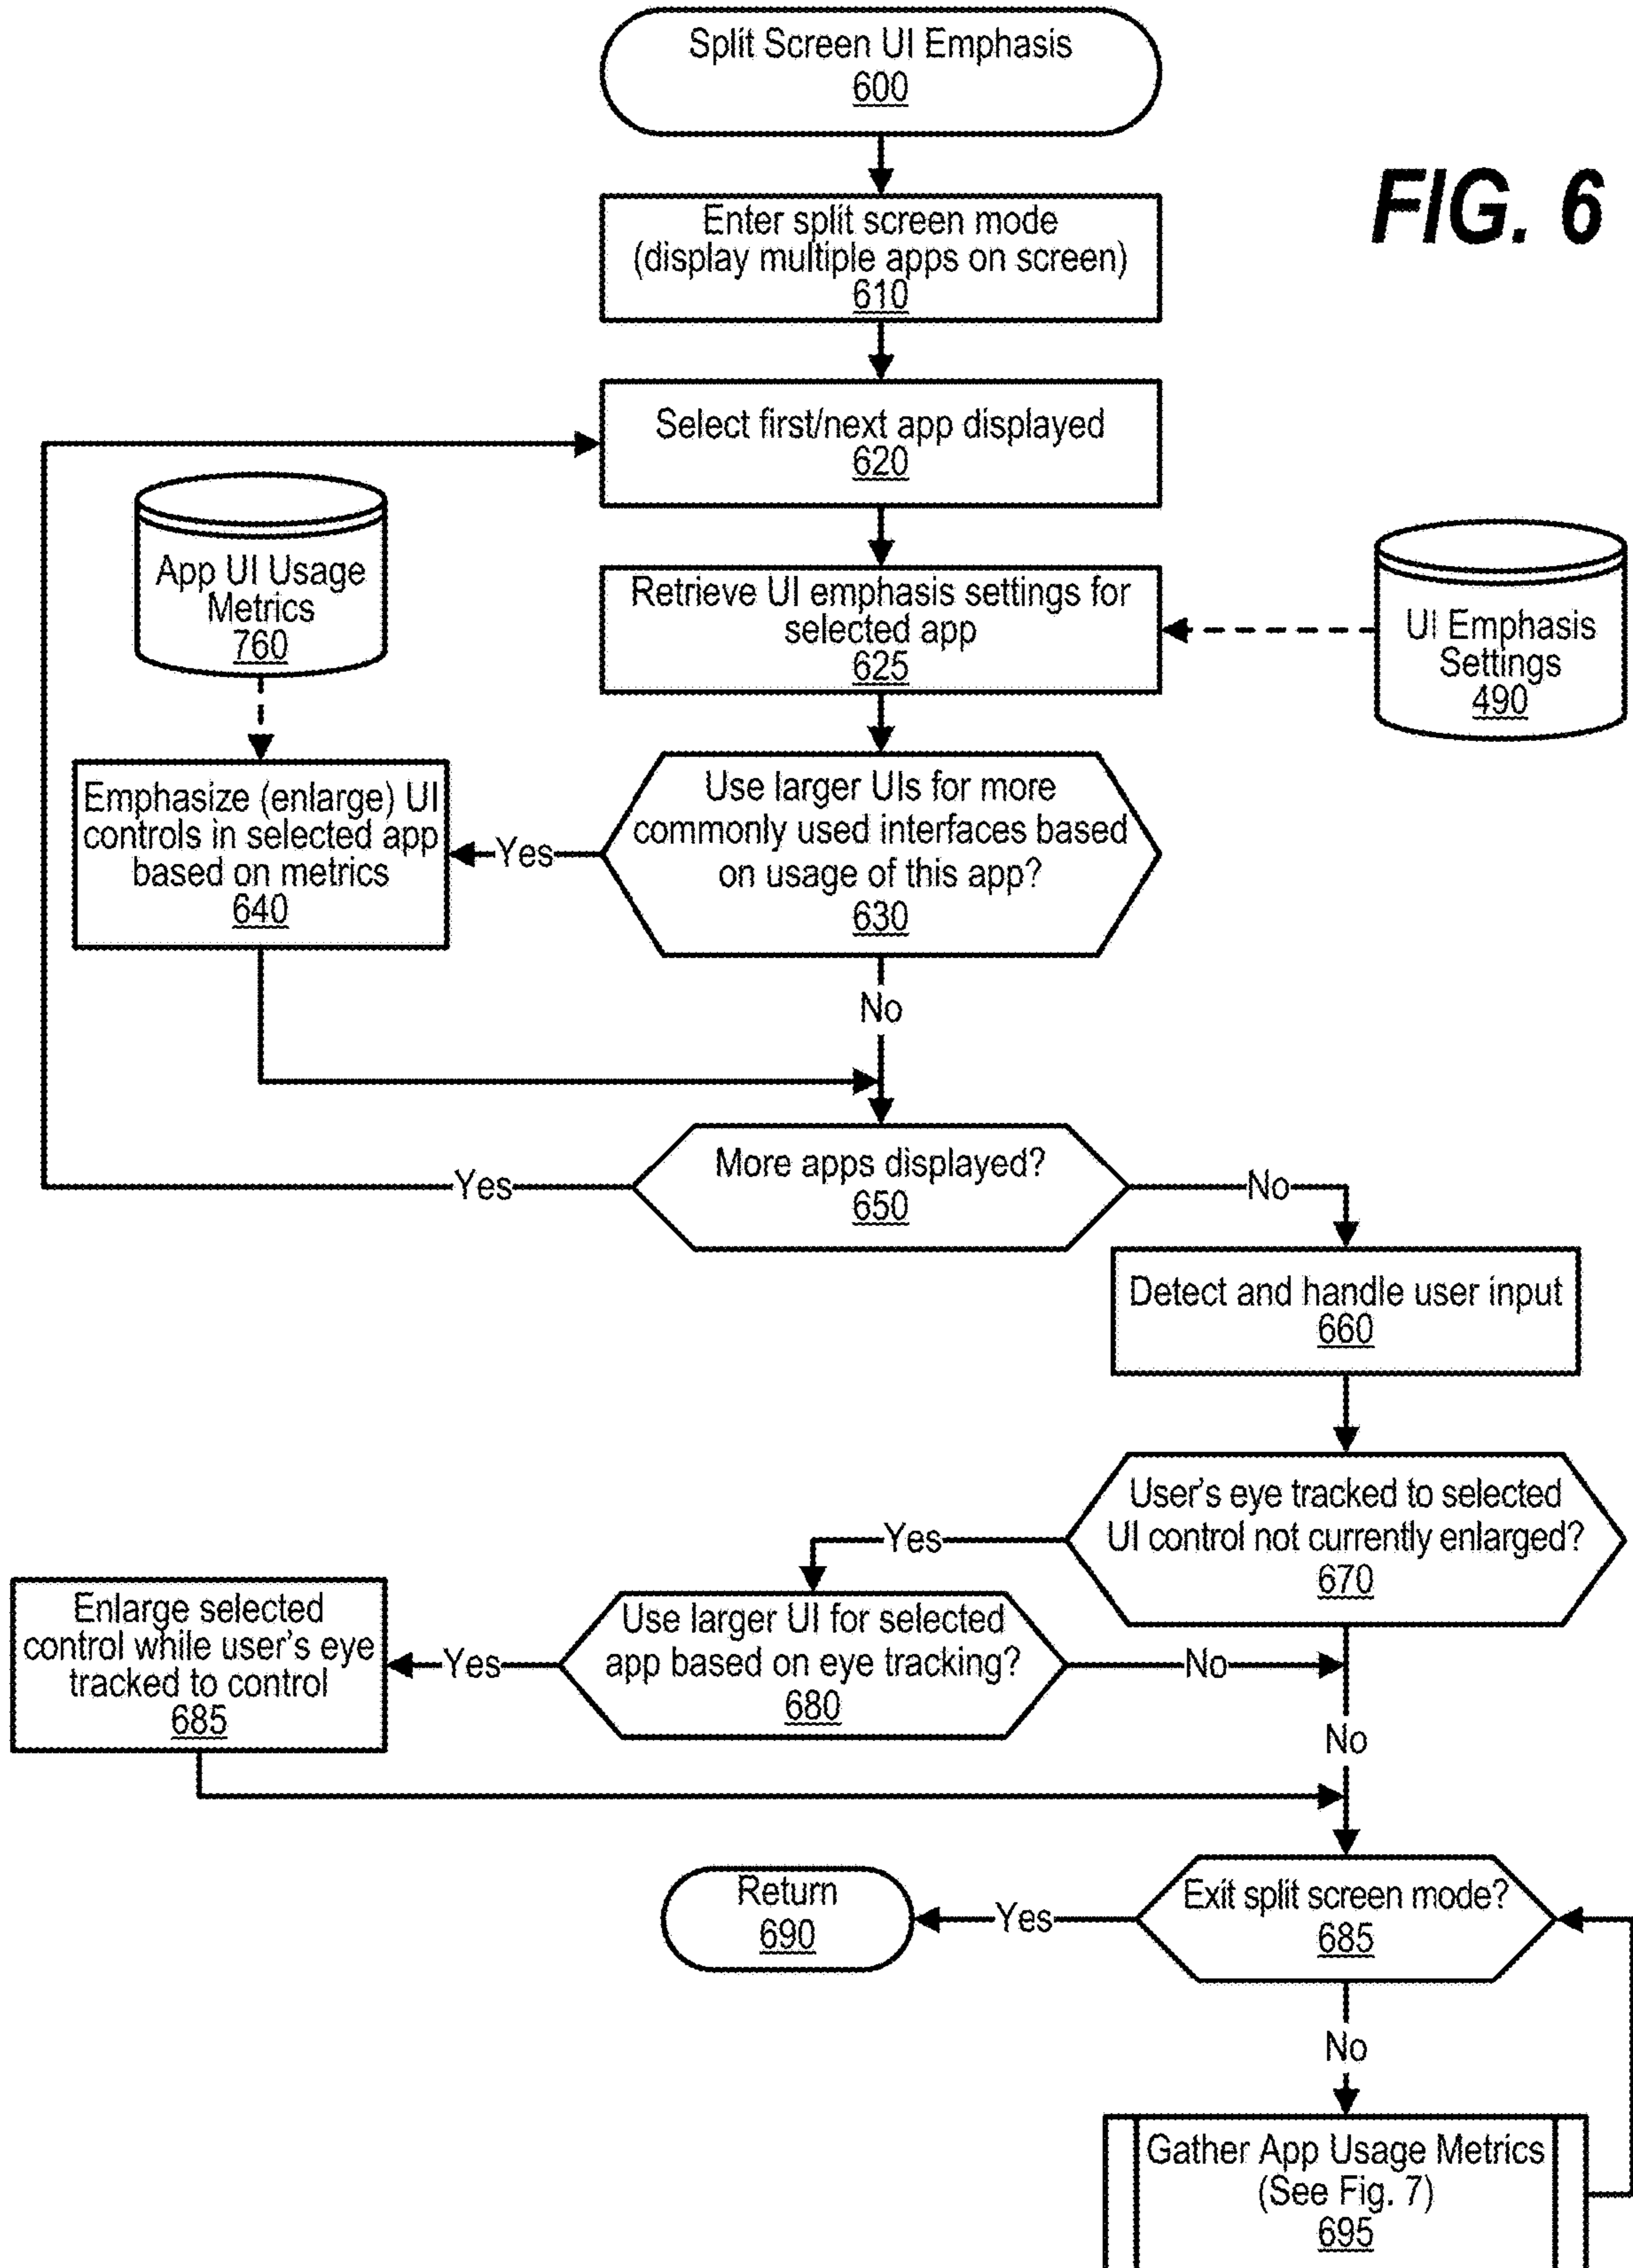 Split Screen UI Emphasis
600
FIG. 6
Enter split screen mode
(display multiple apps on screen)
610
Select first/next app displayed
620
App UI Usage
Metrics
760
Retrieve UI emphasis settings for
selected app
625
UI Emphasis
Settings
490
Emphasize (enlarge) UI
controls in selected app
based on metrics
640
Yes
Use larger UIs for more
commonly used interfaces based
on usage of this app?
630
No
Yes
More apps displayed?
650
No
Detect and handle user input
660
User's eye tracked to selected
UI control not currently enlarged?
670
Yes
Enlarge selected
control while user's eye
tracked to control
685
Yes
Use larger UI for selected
app based on eye tracking?
680
No
No
Return
690
Yes
Exit split screen mode?
685
No
Gather App Usage Metrics
(See Fig. 7)
695